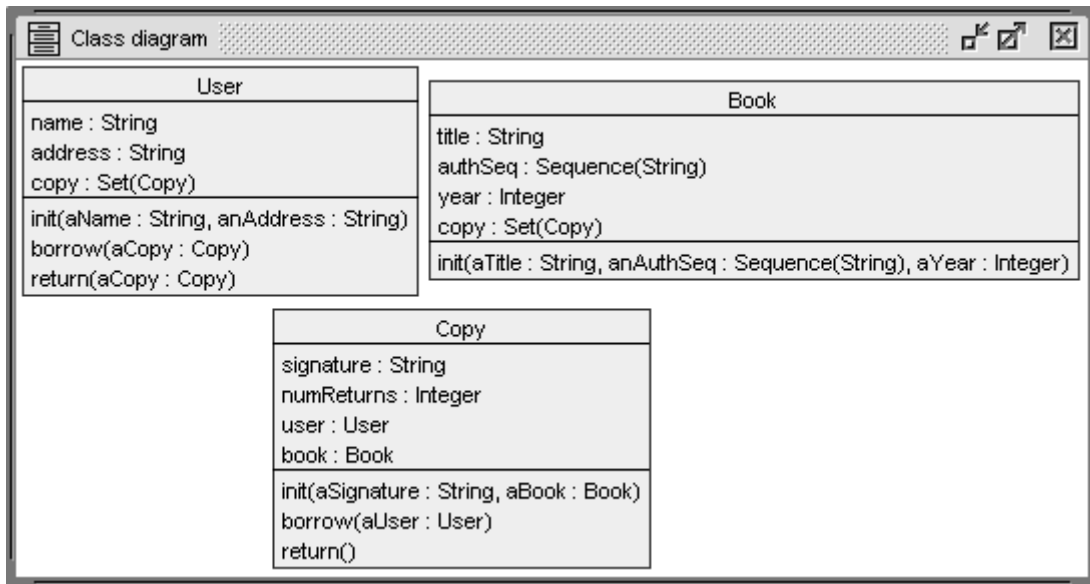 Class diagram
User
name : String
address : String
copy : Set(Copy)
init(aName : String, anAddress : String)
borrow(aCopy : Copy)
return(aCopy : Copy)
Book
title : String
authSeq : Sequence(String)
year : Integer
copy : Set(Copy)
init(aTitle : String, anAuthSeq : Sequence(String), aYear : Integer)
Copy
signature : String
numReturns : Integer
user : User
book : Book
init(aSignature : String, aBook : Book)
borrow(aUser : User)
return()